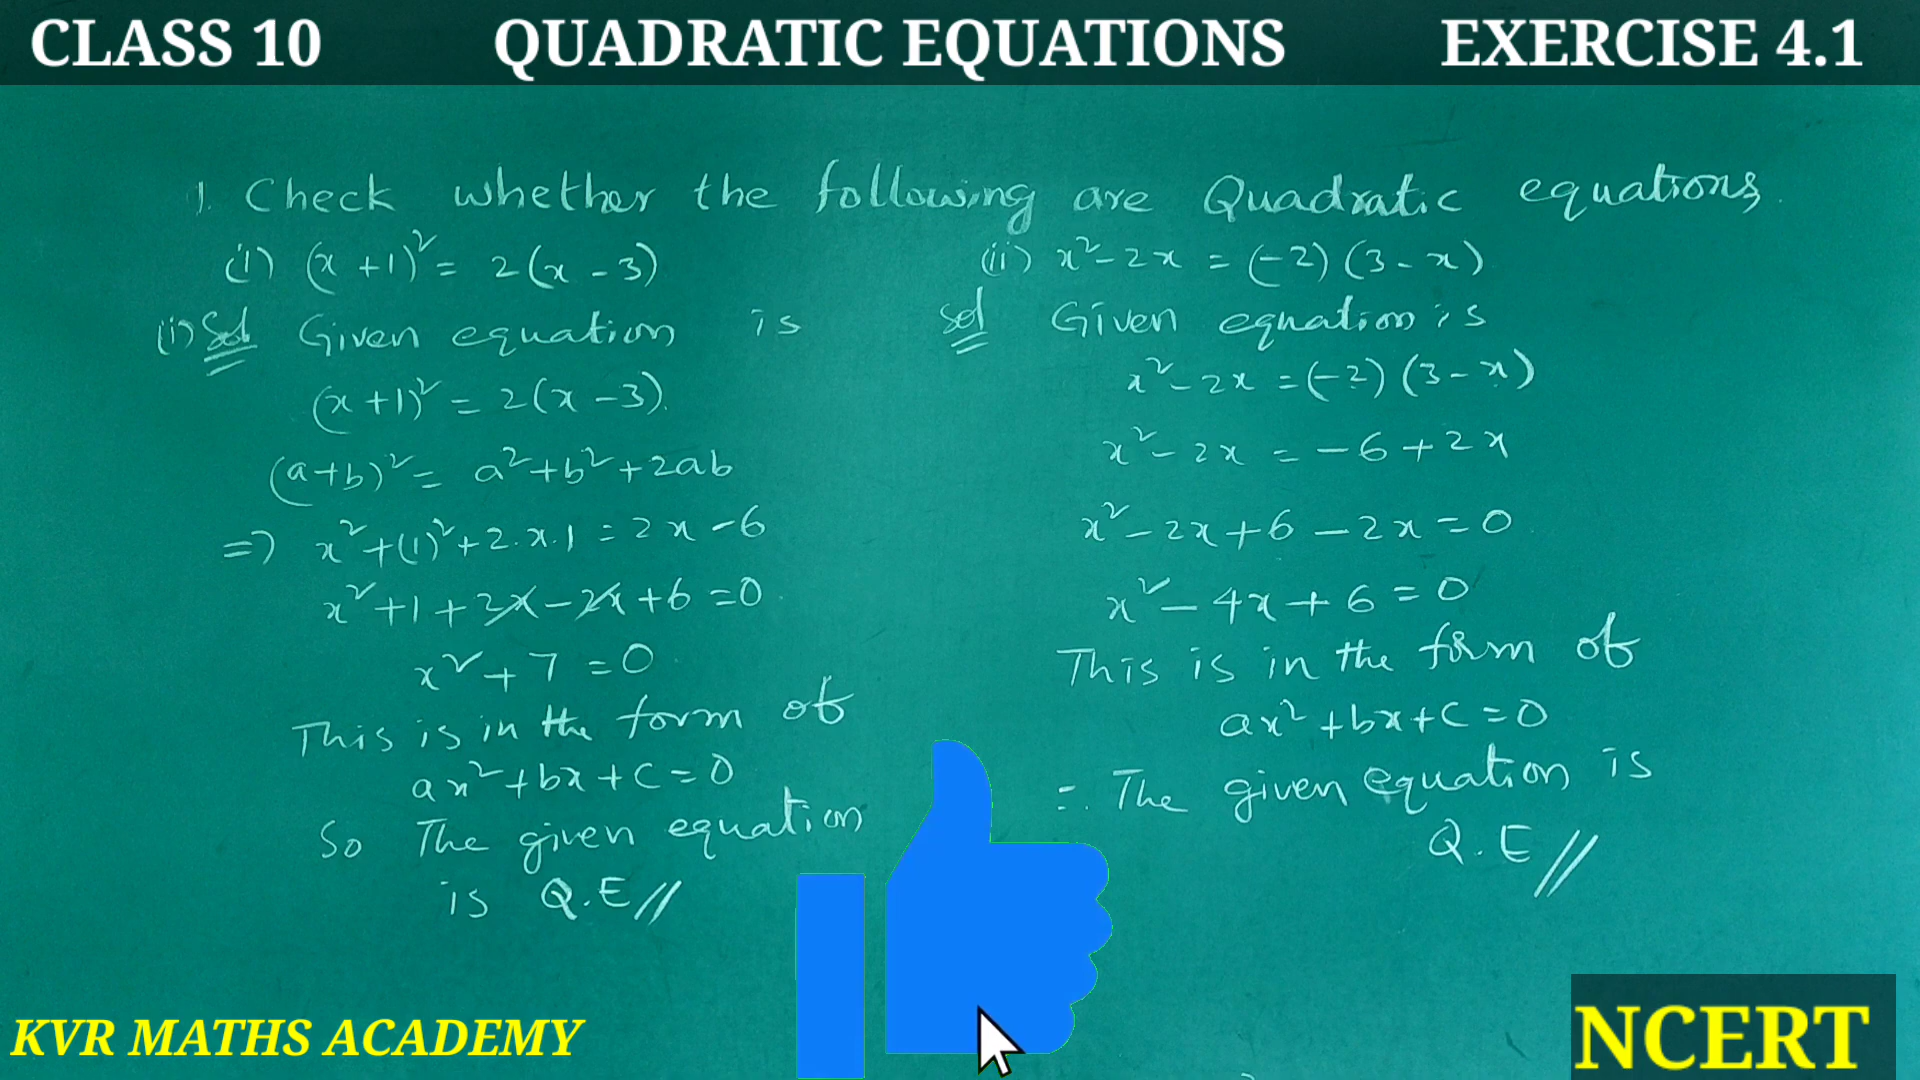 CLASS 10 QUADRATIC EQUATIONS EXERCISE 4.1
1. Check whether the following are Quadratic equations.
(i) (x+1)² = 2(x-3)
(i) Sol Given equation is
(x+1)² = 2(x-3).
(a+b)² = a²+b²+2ab
=> x²+(1)²+2.x.1 = 2x-6
x²+1+2x-2x+6=0
x²+7=0
This is in the form of
ax²+bx+c=0
So The given equation
is Q.E//
(ii) x²-2x = (-2)(3-x)
Sol Given equation is
x²-2x = (-2)(3-x)
x²-2x = -6+2x
x²-2x+6-2x=0
x²-4x+6=0
This is in the form of
ax²+bx+c=0
∴ The given equation is
Q.E//
KVR MATHS ACADEMY
NCERT